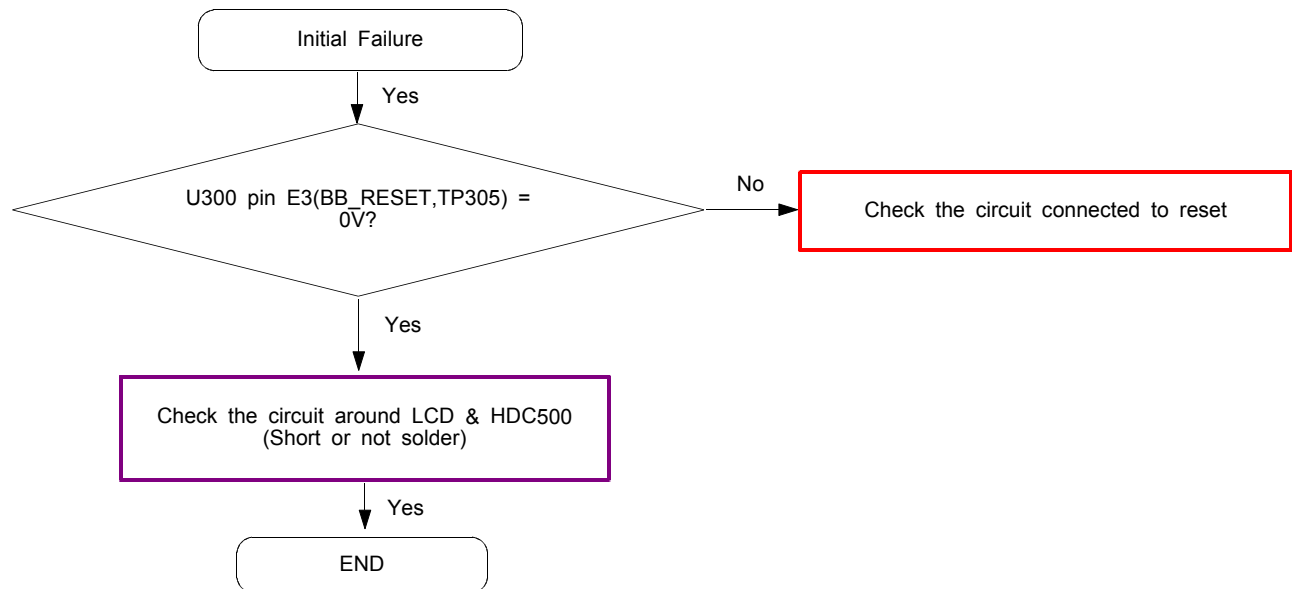 Initial Failure
Yes
U300 pin E3(BB_RESET,TP305) =
0V?
No
Check the circuit connected to reset
Yes
Check the circuit around LCD & HDC500
(Short or not solder)
Yes
END